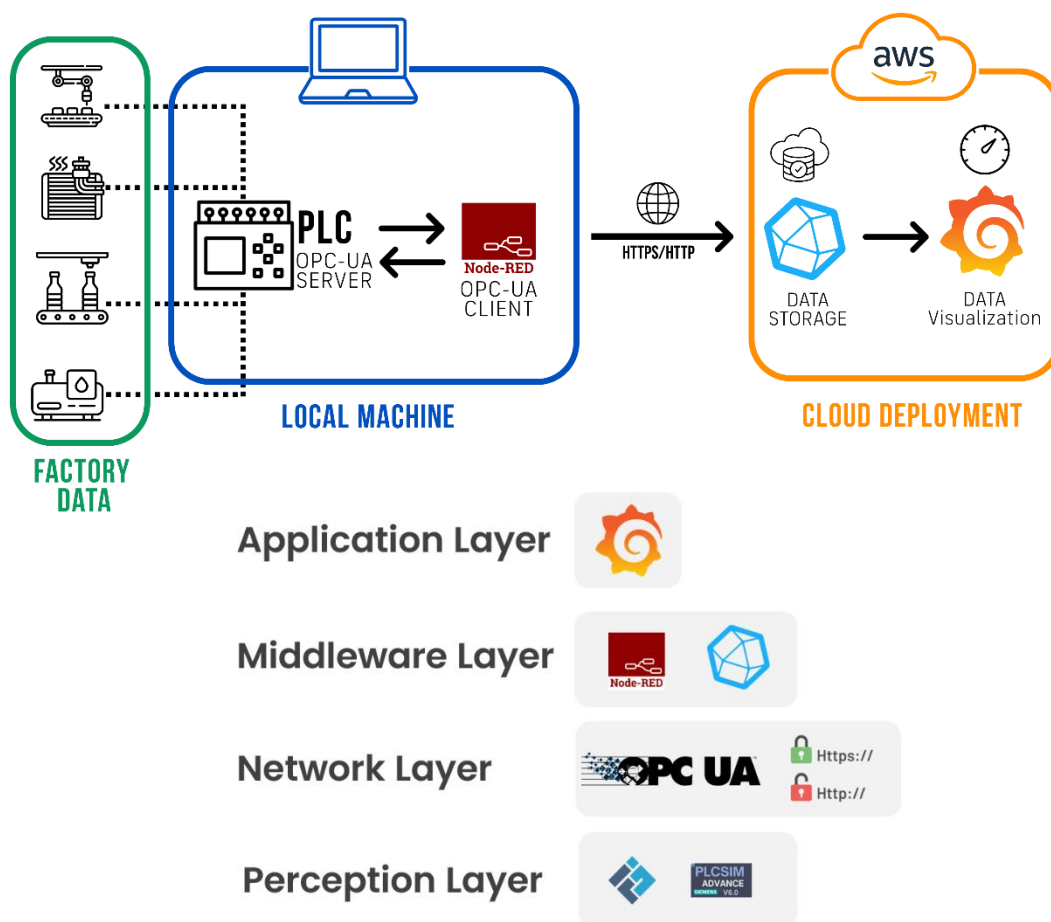 aws
PLC
OPC-UA
SERVER
Node-RED
OPC-UA
CLIENT
HTTPS/HTTP
DATA
STORAGE
DATA
Visualization
LOCAL MACHINE
CLOUD DEPLOYMENT
FACTORY
DATA
Application Layer
Middleware Layer
Node-RED
Network Layer
OPC UA
Https://
Http://
Perception Layer
PLCSIM
ADVANCE
SIEMENS V6.0